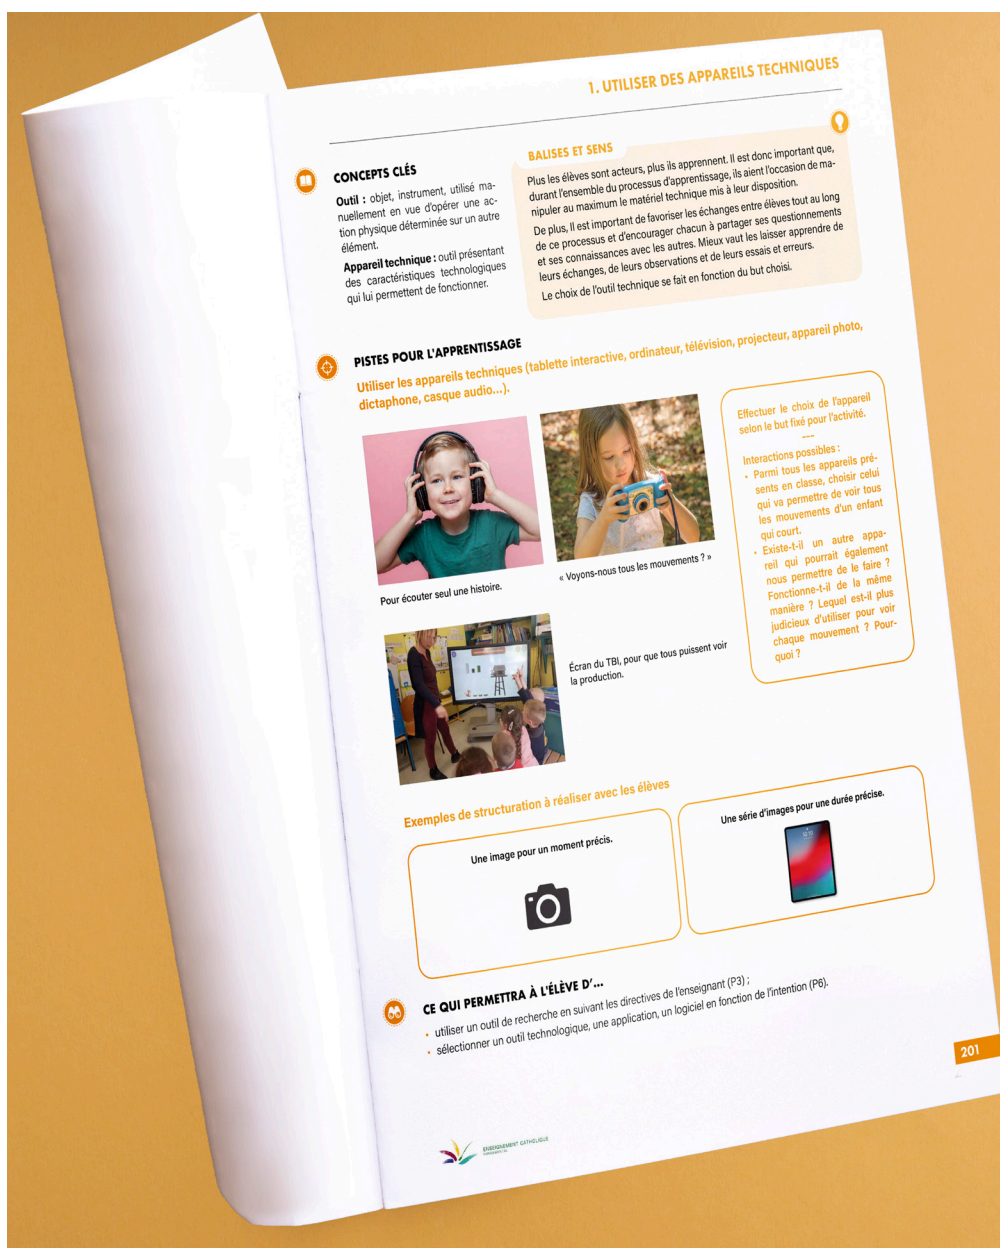 1. UTILISER DES APPAREILS TECHNIQUES
CONCEPTS CLÉS
Outil : objet, instrument, utilisé ma-
nuellement en vue d'opérer une ac-
tion physique déterminée sur un autre
élément.
Appareil technique : outil présentant
des caractéristiques technologiques
qui lui permettent de fonctionner.
BALISES ET SENS
Plus les élèves sont acteurs, plus ils apprennent. Il est donc important que,
durant l'ensemble du processus d'apprentissage, ils aient l'occasion de ma-
nipuler au maximum le matériel technique mis à leur disposition.
De plus, Il est important de favoriser les échanges entre élèves tout au long
de ce processus et d'encourager chacun à partager ses questionnements
et ses connaissances avec les autres. Mieux vaut les laisser apprendre de
leurs échanges, de leurs observations et de leurs essais et erreurs.
Le choix de l'outil technique se fait en fonction du but choisi.
PISTES POUR L'APPRENTISSAGE
Utiliser les appareils techniques (tablette interactive, ordinateur, télévision, projecteur, appareil photo,
dictaphone, casque audio...).
Pour écouter seul une histoire.
« Voyons-nous tous les mouvements ? »
Écran du TBI, pour que tous puissent voir
la production.
Effectuer le choix de l'appareil
selon le but fixé pour l'activité.
---
Interactions possibles :
• Parmi tous les appareils pré-
sents en classe, choisir celui
qui va permettre de voir tous
les mouvements d'un enfant
qui court.
• Existe-t-il un autre appa-
reil qui pourrait également
nous permettre de le faire ?
Fonctionne-t-il de la même
manière ? Lequel est-il plus
judicieux d'utiliser pour voir
chaque mouvement ? Pour-
quoi ?
Exemples de structuration à réaliser avec les élèves
Une image pour un moment précis.
Une série d'images pour une durée précise.
CE QUI PERMETTRA À L'ÉLÈVE D'...
• utiliser un outil de recherche en suivant les directives de l'enseignant (P3) ;
• sélectionner un outil technologique, une application, un logiciel en fonction de l'intention (P6).
201
ENSEIGNEMENT CATHOLIQUE